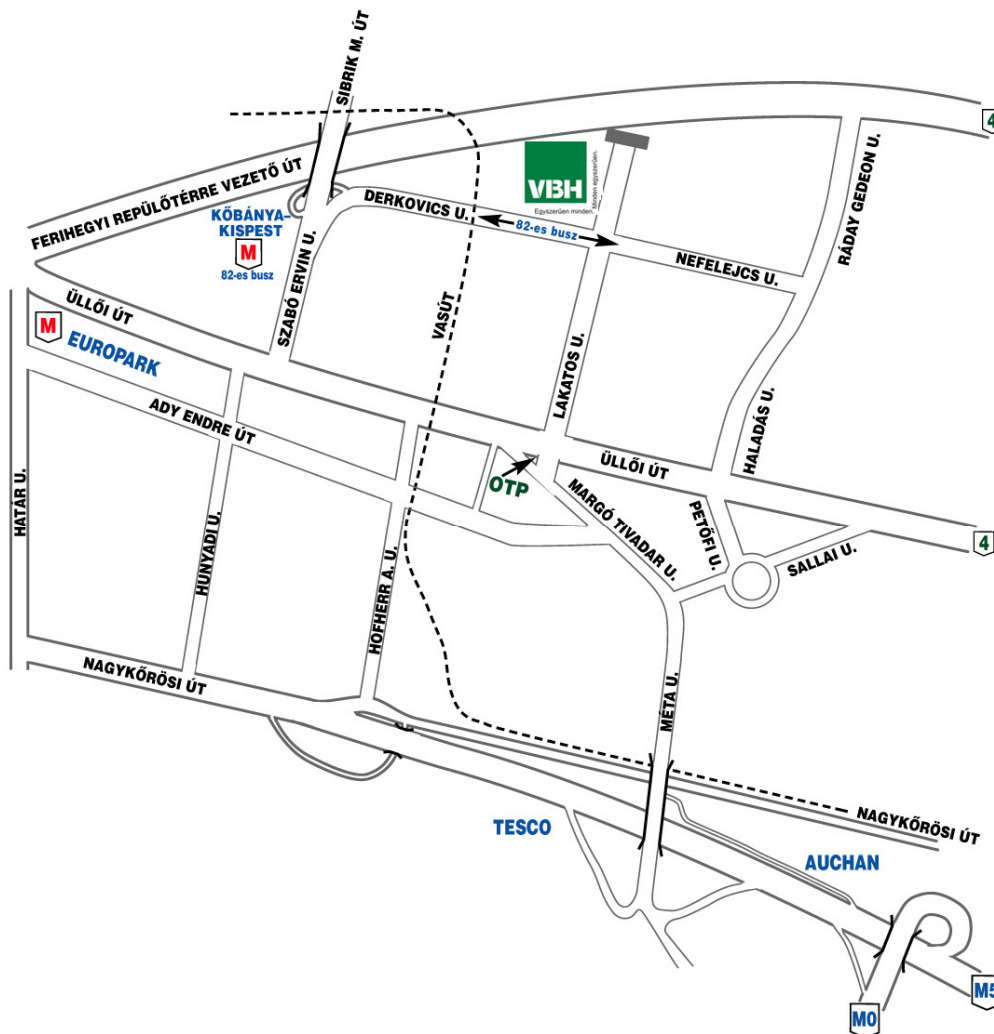 SIBRIK M. ÚT
4
FERIHEGYI REPÜLŐTÉRRE VEZETŐ ÚT
VBH
Minden egyszerűen.
Egyszerűen minden.
RÁDAY GEDEON U.
DERKOVICS U.
82-es busz
KŐBÁNYA–
KISPEST
M
82-es busz
NEFELEJCS U.
SZABÓ ERVIN U.
ÜLLŐI ÚT
VASÚT
M
EUROPARK
LAKATOS U.
ADY ENDRE ÚT
HALADÁS U.
ÜLLŐI ÚT
OTP
HATÁR U.
MARGÓ TIVADAR U.
PETŐFI U.
4
SALLAI U.
HUNYADI U.
HOFHERR A. U.
NAGYKŐRÖSI ÚT
MÉTA U.
TESCO
NAGYKŐRÖSI ÚT
AUCHAN
M5
M0